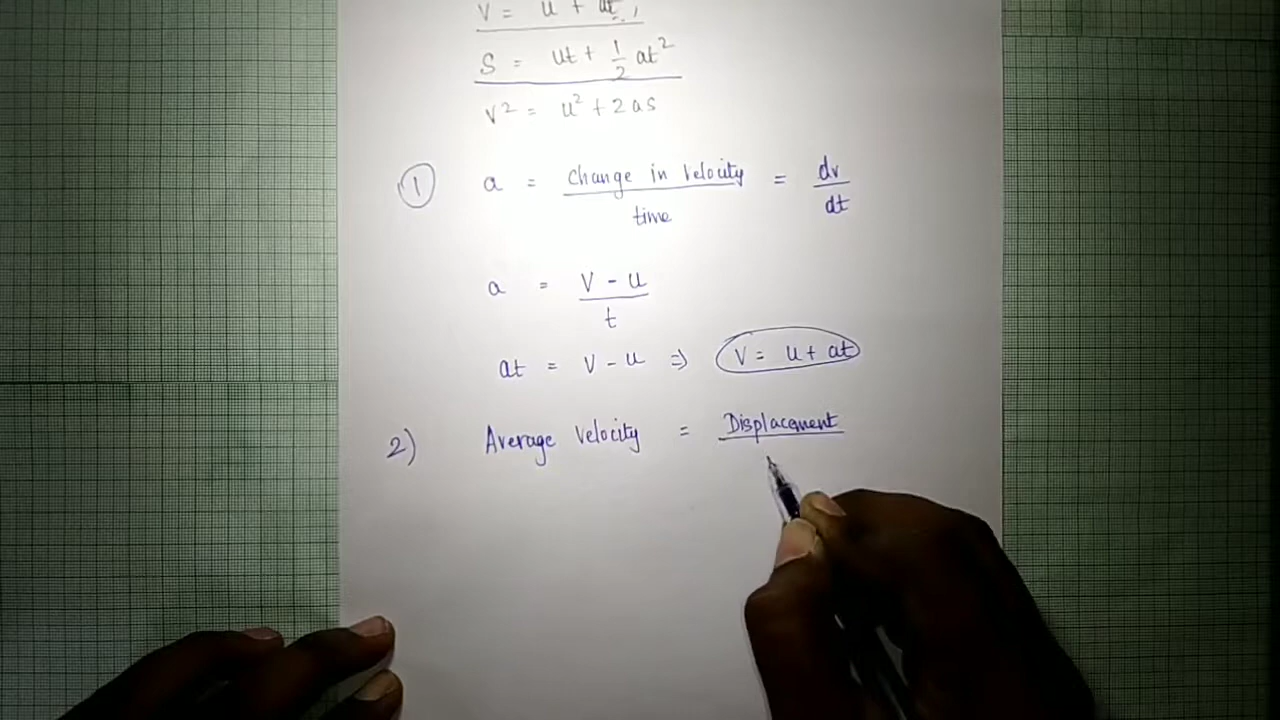 V = u + at,
S = ut + 1/2 at²
V² = u² + 2as
1 a = change in velocity / time = dv / dt
a = V - u / t
at = V - u ⇒ V = u + at
2) Average Velocity = Displacement